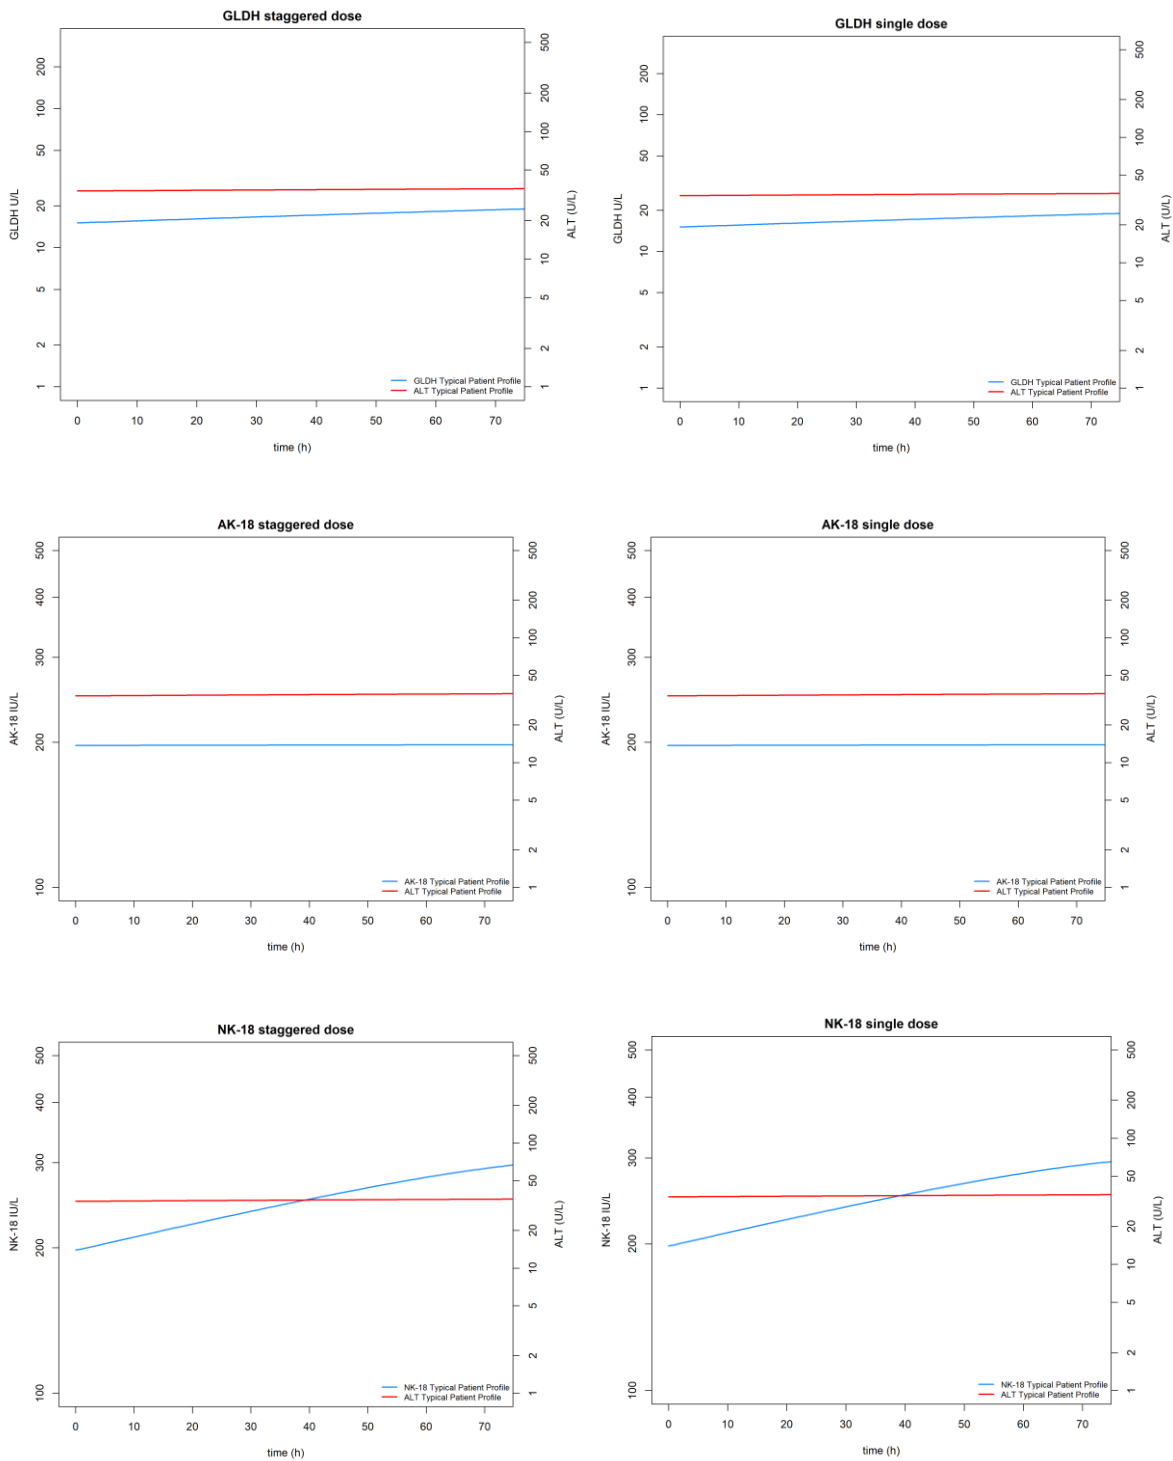 GLDH staggered dose
GLDH U/L
200
100
50
20
10
5
2
1
500
200
100
50
20
10
5
2
1
ALT (U/L)
GLDH Typical Patient Profile
ALT Typical Patient Profile
0 10 20 30 40 50 60 70
time (h)
GLDH single dose
GLDH U/L
200
100
50
20
10
5
2
1
500
200
100
50
20
10
5
2
1
ALT (U/L)
GLDH Typical Patient Profile
ALT Typical Patient Profile
0 10 20 30 40 50 60 70
time (h)
AK-18 staggered dose
AK-18 IU/L
500
400
300
200
100
500
200
100
50
20
10
5
2
1
ALT (U/L)
AK-18 Typical Patient Profile
ALT Typical Patient Profile
0 10 20 30 40 50 60 70
time (h)
AK-18 single dose
AK-18 IU/L
500
400
300
200
100
500
200
100
50
20
10
5
2
1
ALT (U/L)
AK-18 Typical Patient Profile
ALT Typical Patient Profile
0 10 20 30 40 50 60 70
time (h)
NK-18 staggered dose
NK-18 IU/L
500
400
300
200
100
500
200
100
50
20
10
5
2
1
ALT (U/L)
NK-18 Typical Patient Profile
ALT Typical Patient Profile
0 10 20 30 40 50 60 70
time (h)
NK-18 single dose
NK-18 IU/L
500
400
300
200
100
500
200
100
50
20
10
5
2
1
ALT (U/L)
NK-18 Typical Patient Profile
ALT Typical Patient Profile
0 10 20 30 40 50 60 70
time (h)